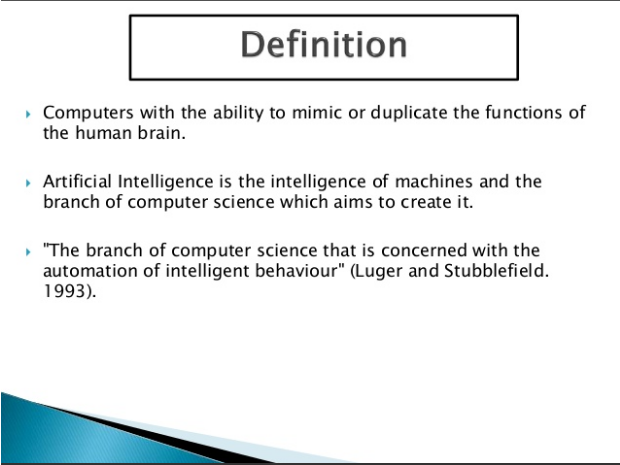 Definition
Computers with the ability to mimic or duplicate the functions of
the human brain.
Artificial Intelligence is the intelligence of machines and the
branch of computer science which aims to create it.
"The branch of computer science that is concerned with the
automation of intelligent behaviour" (Luger and Stubblefield.
1993).